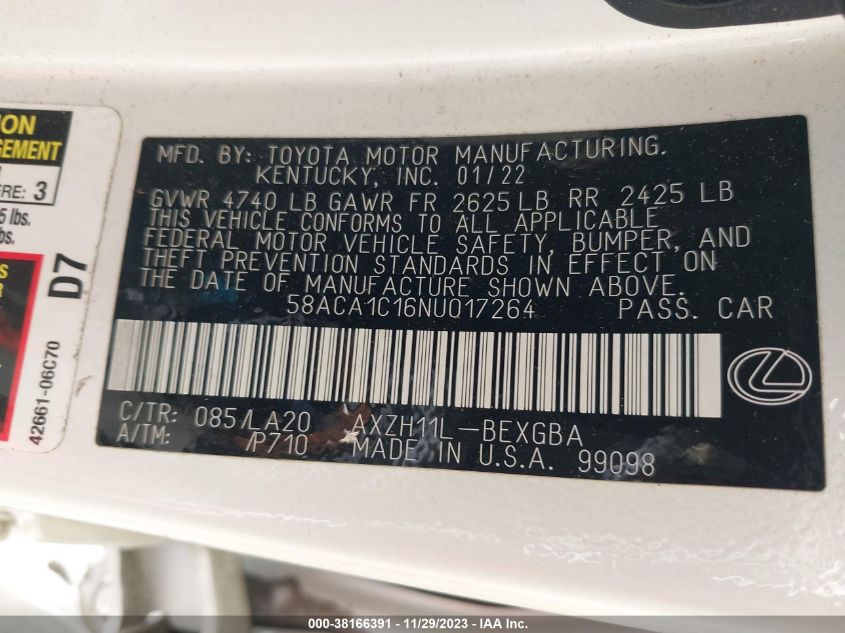 ION
GEMENT
ERE: 3
5 lbs.
bs.
S
R
D7
42661-06C70
MFD. BY: TOYOTA MOTOR MANUFACTURING.
KENTUCKY, INC. 01/22
GVWR 4740 LB GAWR FR 2625 LB RR 2425 LB
THIS VEHICLE CONFORMS TO ALL APPLICABLE
FEDERAL MOTOR VEHICLE SAFETY, BUMPER, AND
THEFT PREVENTION STANDARDS IN EFFECT ON
THE DATE OF MANUFACTURE SHOWN ABOVE.
58ACA1C16NU017264 PASS. CAR
C/TR: 085/LA20 AXZH11L-BEXGBA
A/TM: /P710 MADE IN U.S.A. 99098
000-38166391 - 11/29/2023 - IAA Inc.